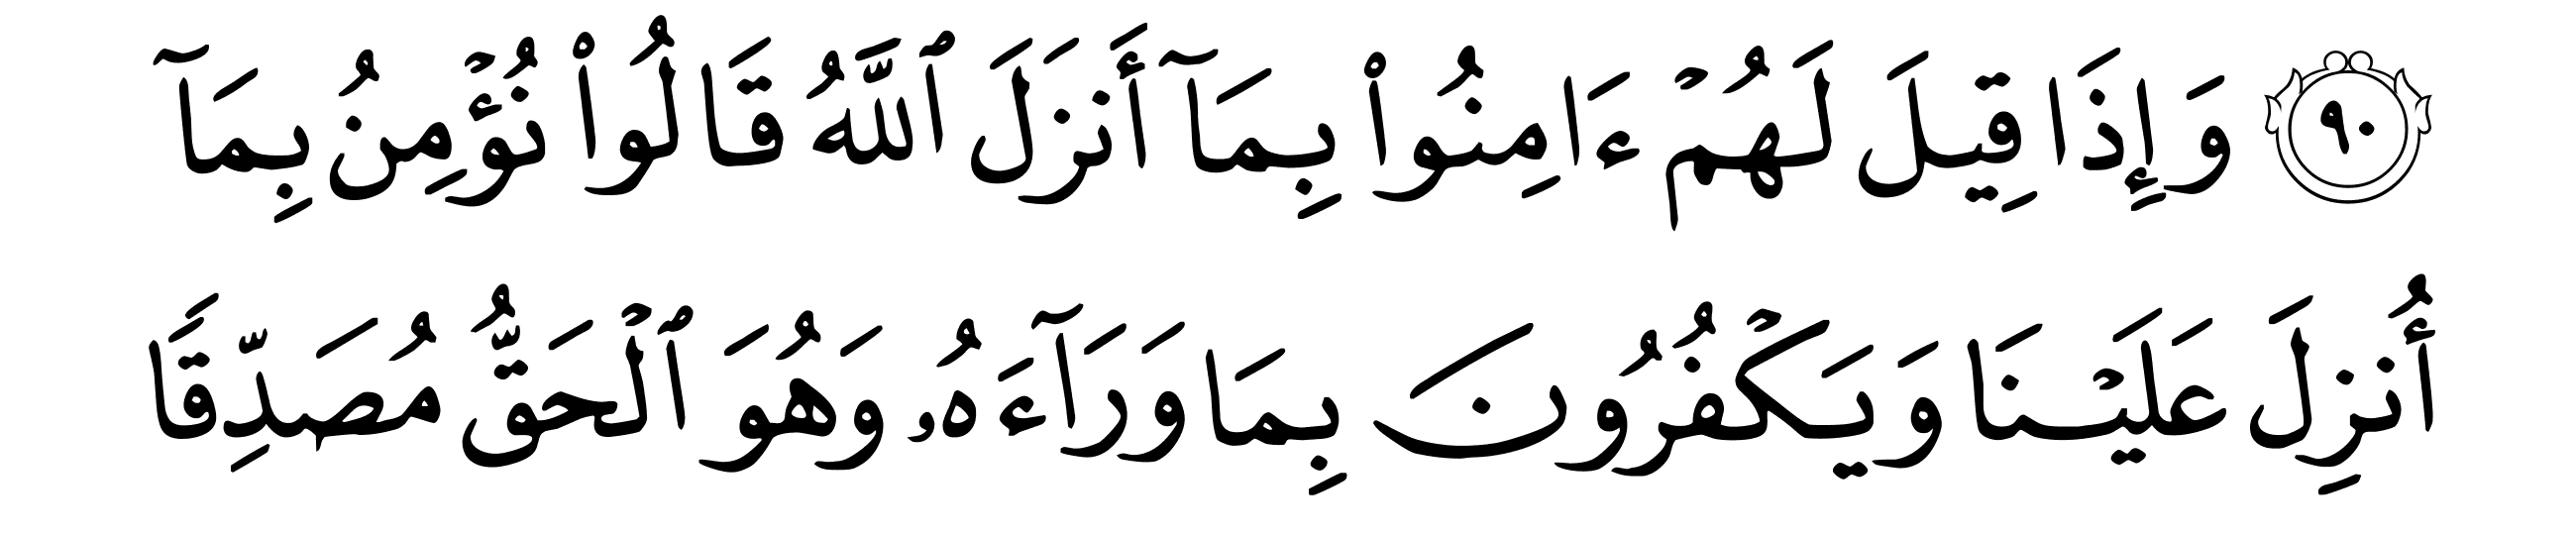 ٩٠ وَإِذَا قِيلَ لَهُمۡ ءَامِنُواْ بِمَآ أَنزَلَ ٱللَّهُ قَالُواْ نُؤۡمِنُ بِمَآ
أُنزِلَ عَلَيۡنَا وَيَكۡفُرُونَ بِمَا وَرَآءَهُۥ وَهُوَ ٱلۡحَقُّ مُصَدِّقًا